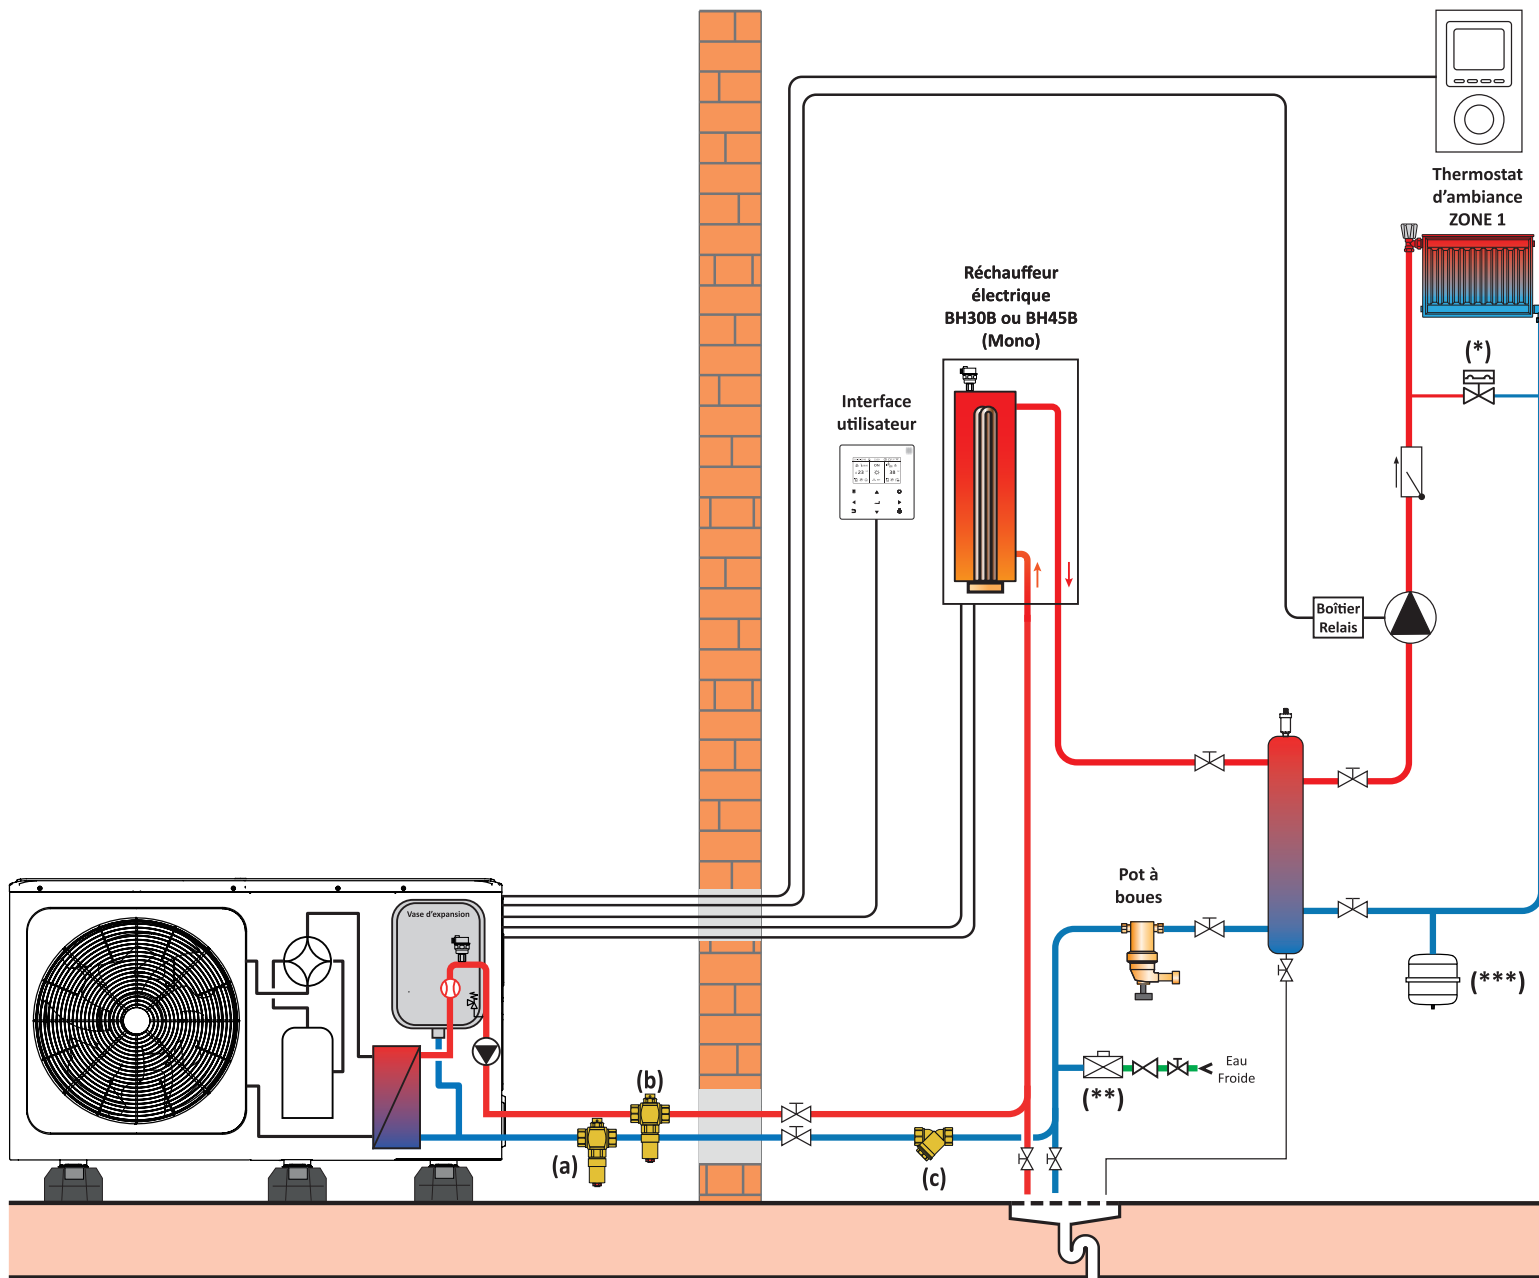 Thermostat
d'ambiance
ZONE 1
Réchauffeur
électrique
BH30B ou BH45B
(Mono)
(*)
Interface
utilisateur
Boîtier
Relais
Pot à
boues
Vase d'expansion
(***)
Eau
Froide
(**)
(b)
(a)
(c)